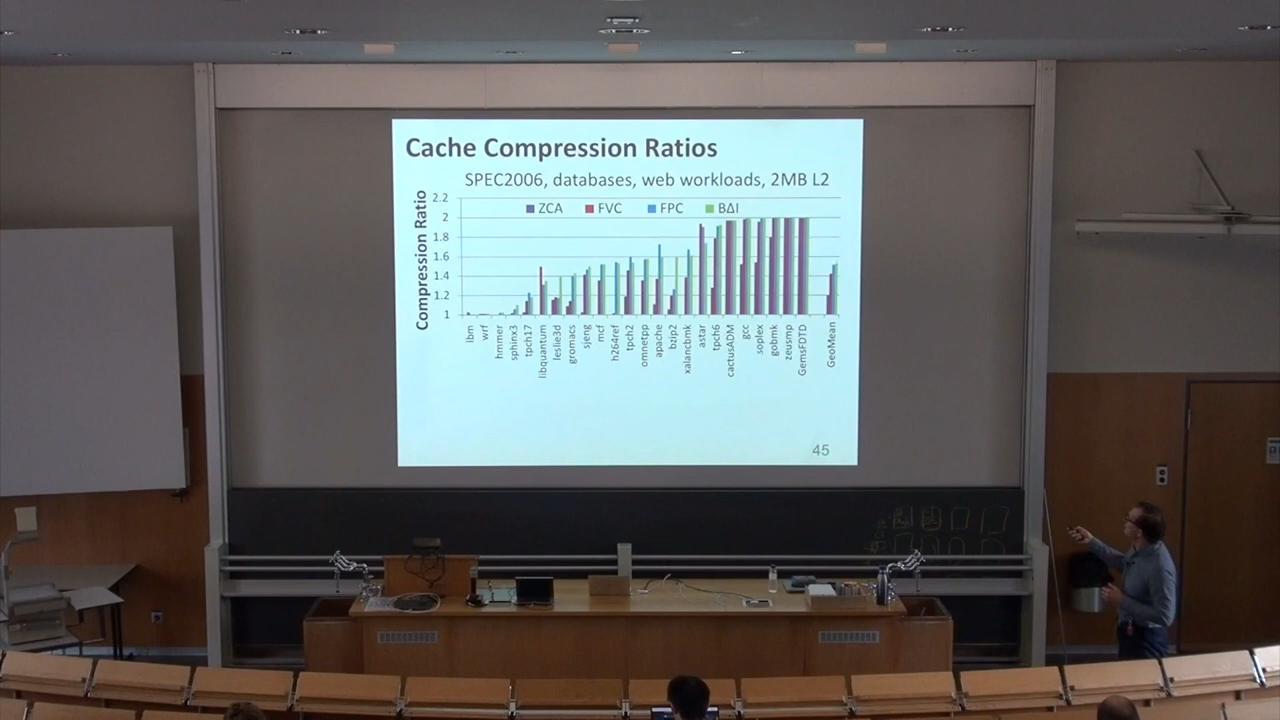 Cache Compression Ratios
SPEC2006, databases, web workloads, 2MB L2
Compression Ratio
2.2
2
1.8
1.6
1.4
1.2
1
ZCA FVC FPC BΔI
lbm
wrf
hmmer
sphinx3
tpch17
libquantum
leslie3d
gromacs
sjeng
mcf
h264ref
tpch2
omnetpp
apache
bzip2
xalancbmk
astar
tpch6
cactusADM
gcc
soplex
gobmk
zeusmp
GemsFDTD
GeoMean
45